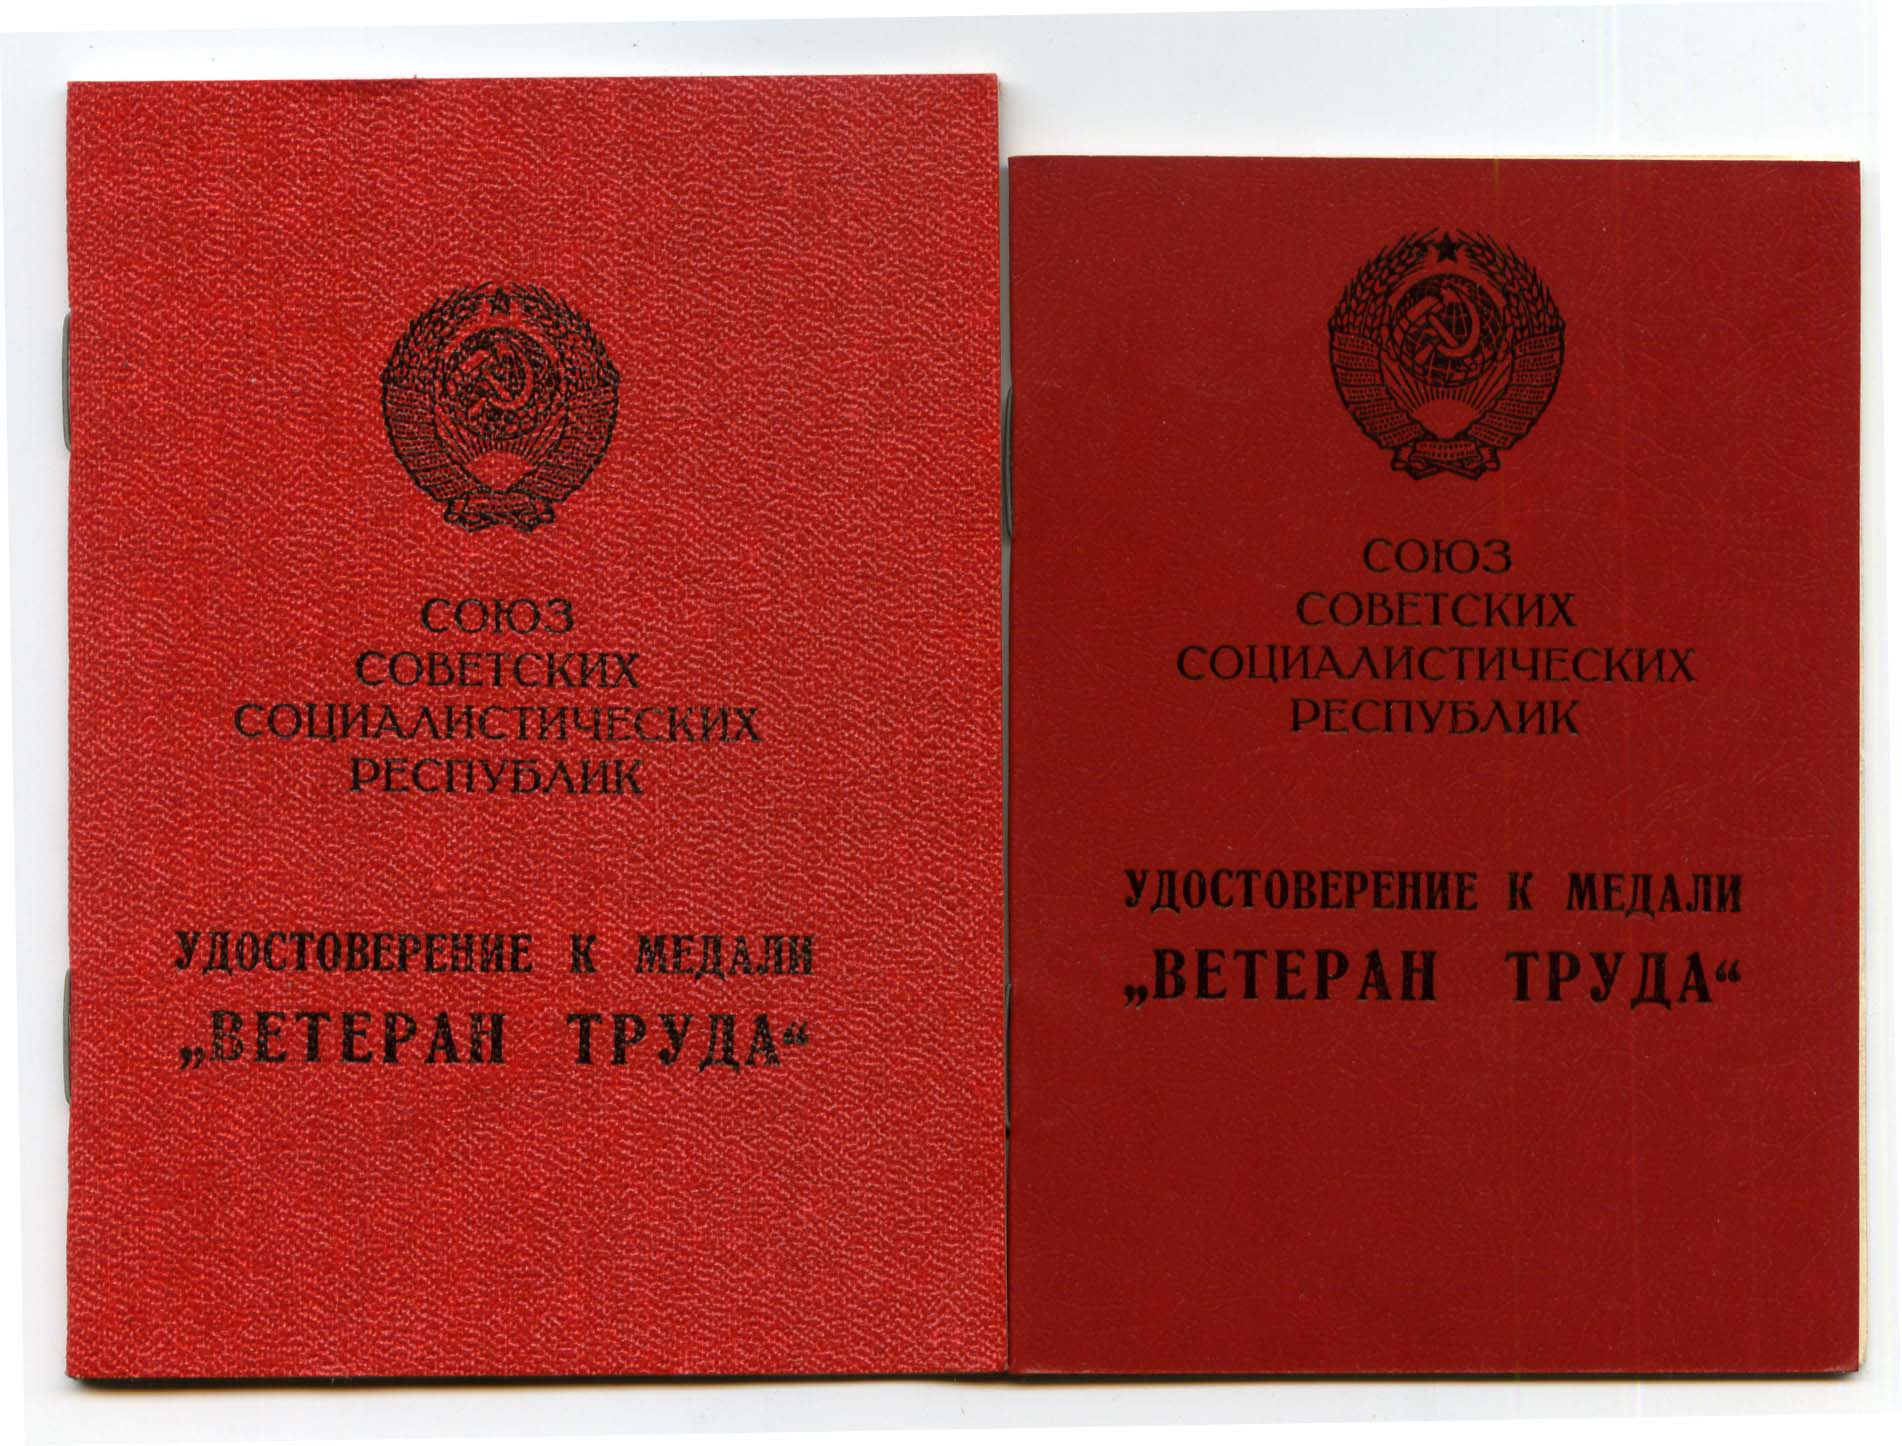 СОЮЗ
СОВЕТСКИХ
СОЦИАЛИСТИЧЕСКИХ
РЕСПУБЛИК
УДОСТОВЕРЕНИЕ К МЕДАЛИ
„ВЕТЕРАН ТРУДА“
СОЮЗ
СОВЕТСКИХ
СОЦИАЛИСТИЧЕСКИХ
РЕСПУБЛИК
УДОСТОВЕРЕНИЕ К МЕДАЛИ
„ВЕТЕРАН ТРУДА“